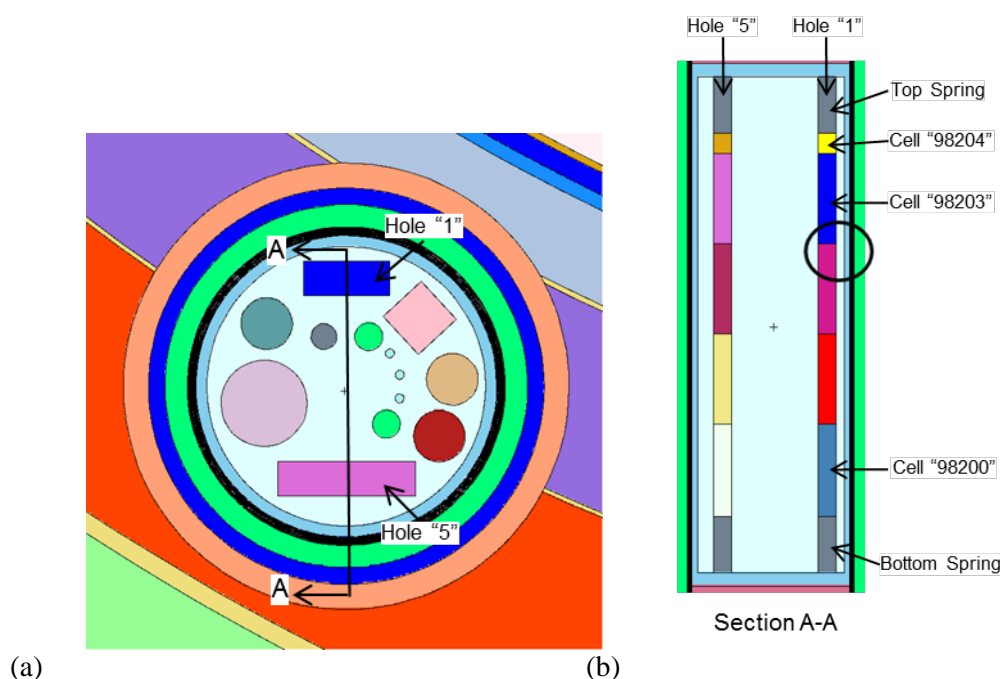 Hole “1”
A
A
Hole “5”
(a)
Hole “5”
Hole “1”
Top Spring
Cell “98204”
Cell “98203”
Cell “98200”
Bottom Spring
Section A-A
(b)